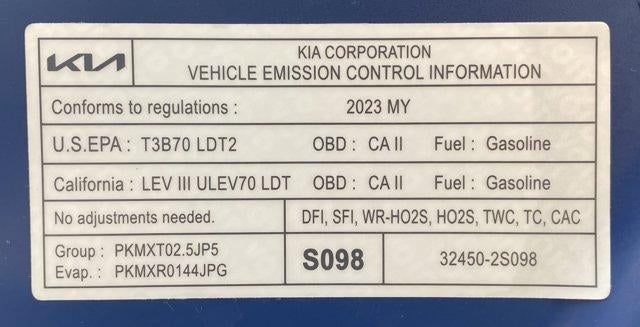 KIA KIA CORPORATION
VEHICLE EMISSION CONTROL INFORMATION
Conforms to regulations : 2023 MY
U.S.EPA : T3B70 LDT2 OBD : CA II Fuel : Gasoline
California : LEV III ULEV70 LDT OBD : CA II Fuel : Gasoline
No adjustments needed. DFI, SFI, WR-HO2S, HO2S, TWC, TC, CAC
Group : PKMXT02.5JP5
Evap. : PKMXR0144JPG
S098 32450-2S098